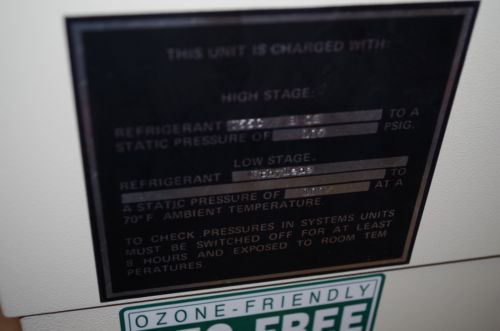 THIS UNIT IS CHARGED WITH:
HIGH STAGE:
REFRIGERANT TO A
STATIC PRESSURE OF PSIG.
LOW STAGE.
REFRIGERANT TO
A STATIC PRESSURE OF AT A
70° F. AMBIENT TEMPERATURE.
TO CHECK PRESSURES IN SYSTEMS UNITS
MUST BE SWITCHED OFF FOR AT LEAST
8 HOURS AND EXPOSED TO ROOM TEM
PERATURES.
OZONE-FRIENDLY
FREE